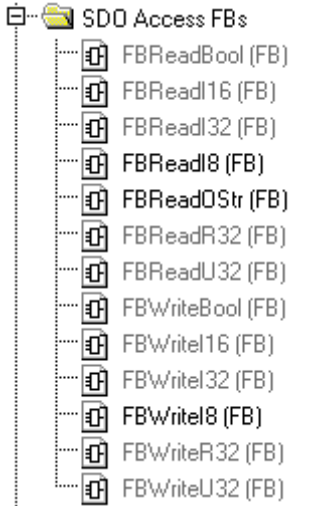 SDO Access FBs
FBReadBool (FB)
FBReadI16 (FB)
FBReadI32 (FB)
FBReadI8 (FB)
FBReadOStr (FB)
FBReadR32 (FB)
FBReadU32 (FB)
FBWriteBool (FB)
FBWriteI16 (FB)
FBWriteI32 (FB)
FBWriteI8 (FB)
FBWriteR32 (FB)
FBWriteU32 (FB)